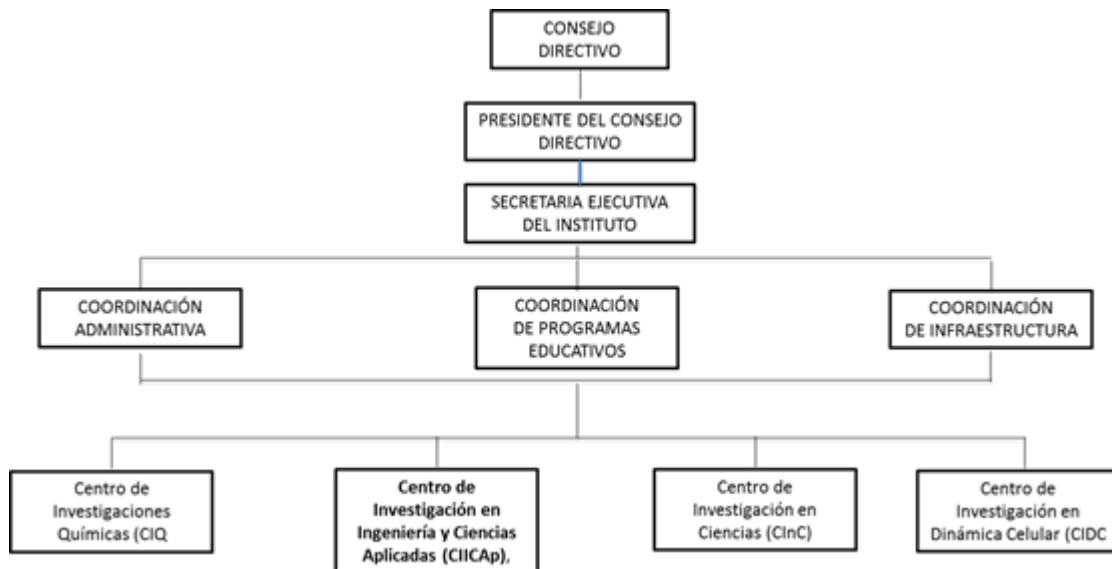 CONSEJO
DIRECTIVO
PRESIDENTE DEL CONSEJO
DIRECTIVO
SECRETARIA EJECUTIVA
DEL INSTITUTO
COORDINACIÓN
ADMINISTRATIVA
COORDINACIÓN
DE PROGRAMAS
EDUCATIVOS
COORDINACIÓN
DE INFRAESTRUCTURA
Centro de
Investigaciones
Químicas (CIQ
Centro de
Investigación en
Ingeniería y Ciencias
Aplicadas (CIICAp),
Centro de
Investigación en
Ciencias (CInC)
Centro de
Investigación en
Dinámica Celular (CIDC